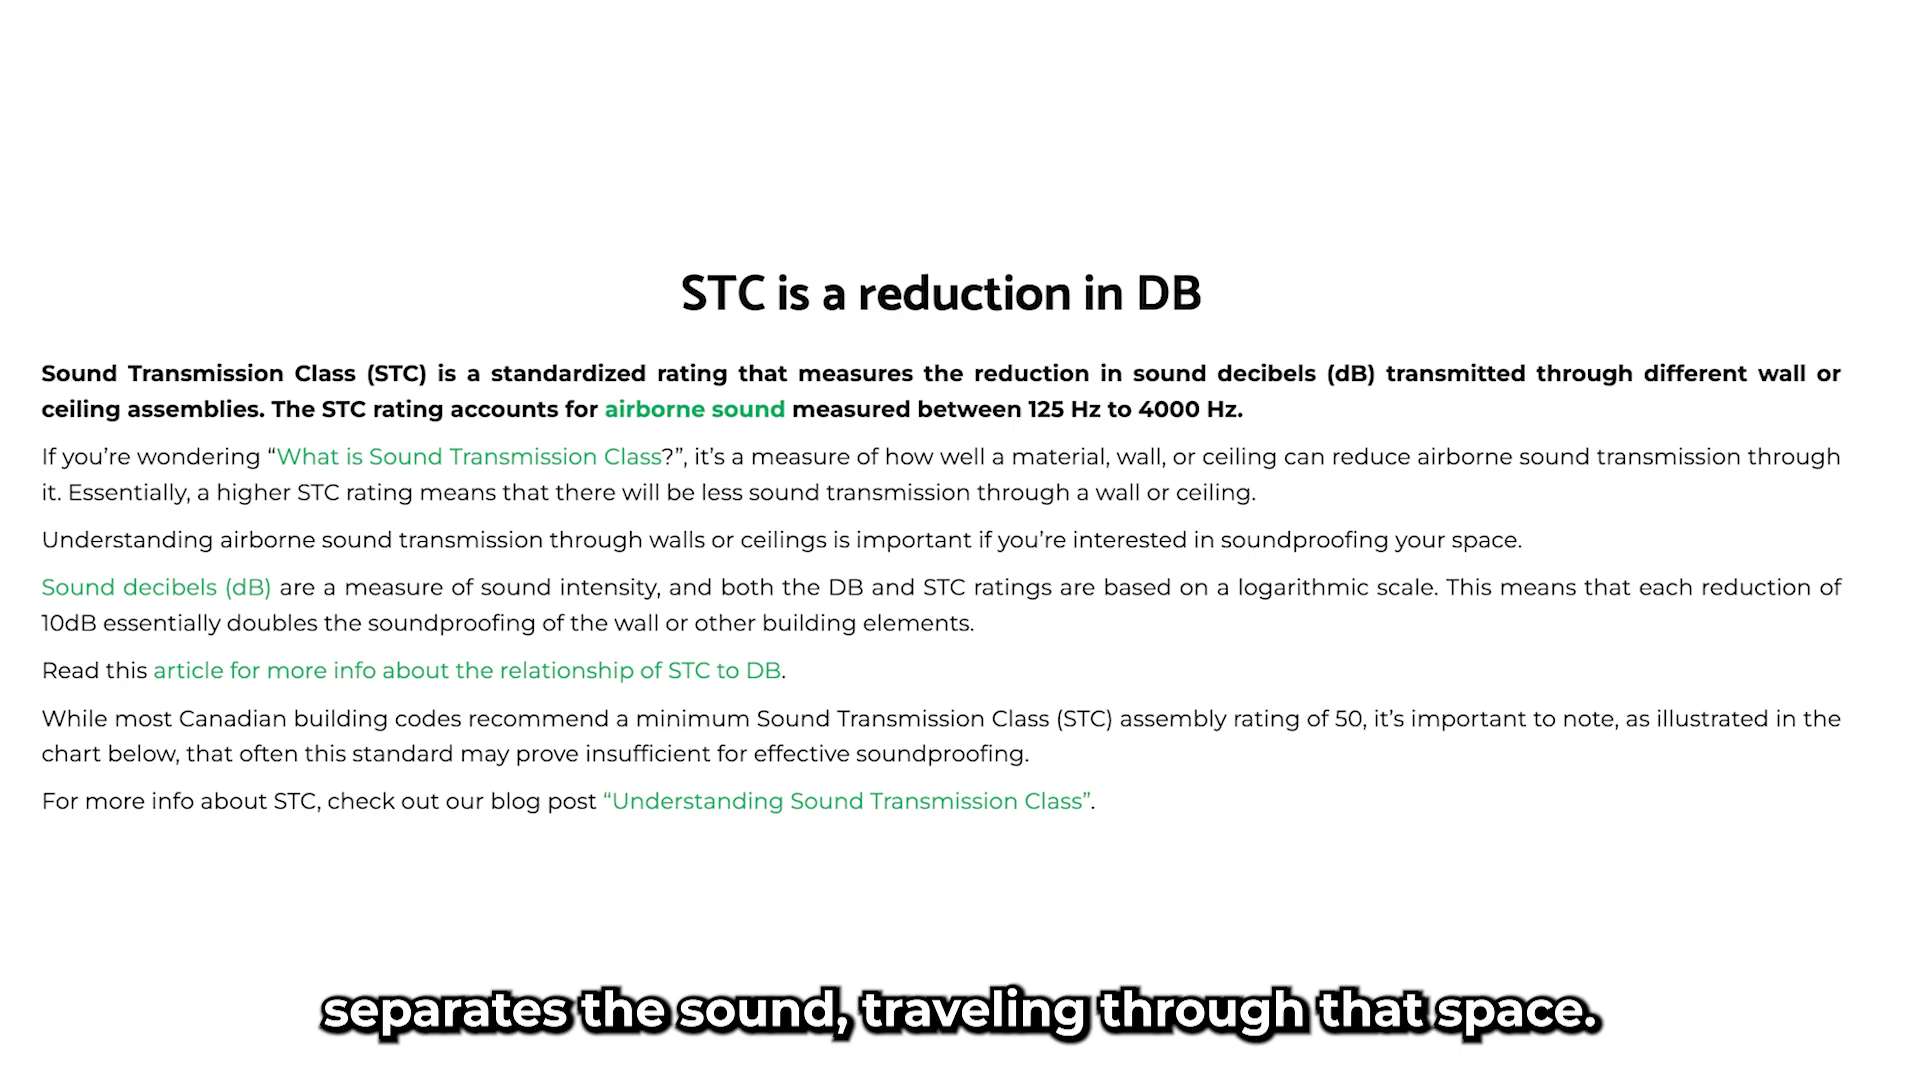 STC is a reduction in DB
Sound Transmission Class (STC) is a standardized rating that measures the reduction in sound decibels (dB) transmitted through different wall or
ceiling assemblies. The STC rating accounts for airborne sound measured between 125 Hz to 4000 Hz.
If you’re wondering “What is Sound Transmission Class?”, it’s a measure of how well a material, wall, or ceiling can reduce airborne sound transmission through
it. Essentially, a higher STC rating means that there will be less sound transmission through a wall or ceiling.
Understanding airborne sound transmission through walls or ceilings is important if you’re interested in soundproofing your space.
Sound decibels (dB) are a measure of sound intensity, and both the DB and STC ratings are based on a logarithmic scale. This means that each reduction of
10dB essentially doubles the soundproofing of the wall or other building elements.
Read this article for more info about the relationship of STC to DB.
While most Canadian building codes recommend a minimum Sound Transmission Class (STC) assembly rating of 50, it’s important to note, as illustrated in the
chart below, that often this standard may prove insufficient for effective soundproofing.
For more info about STC, check out our blog post “Understanding Sound Transmission Class”.
separates the sound, traveling through that space.